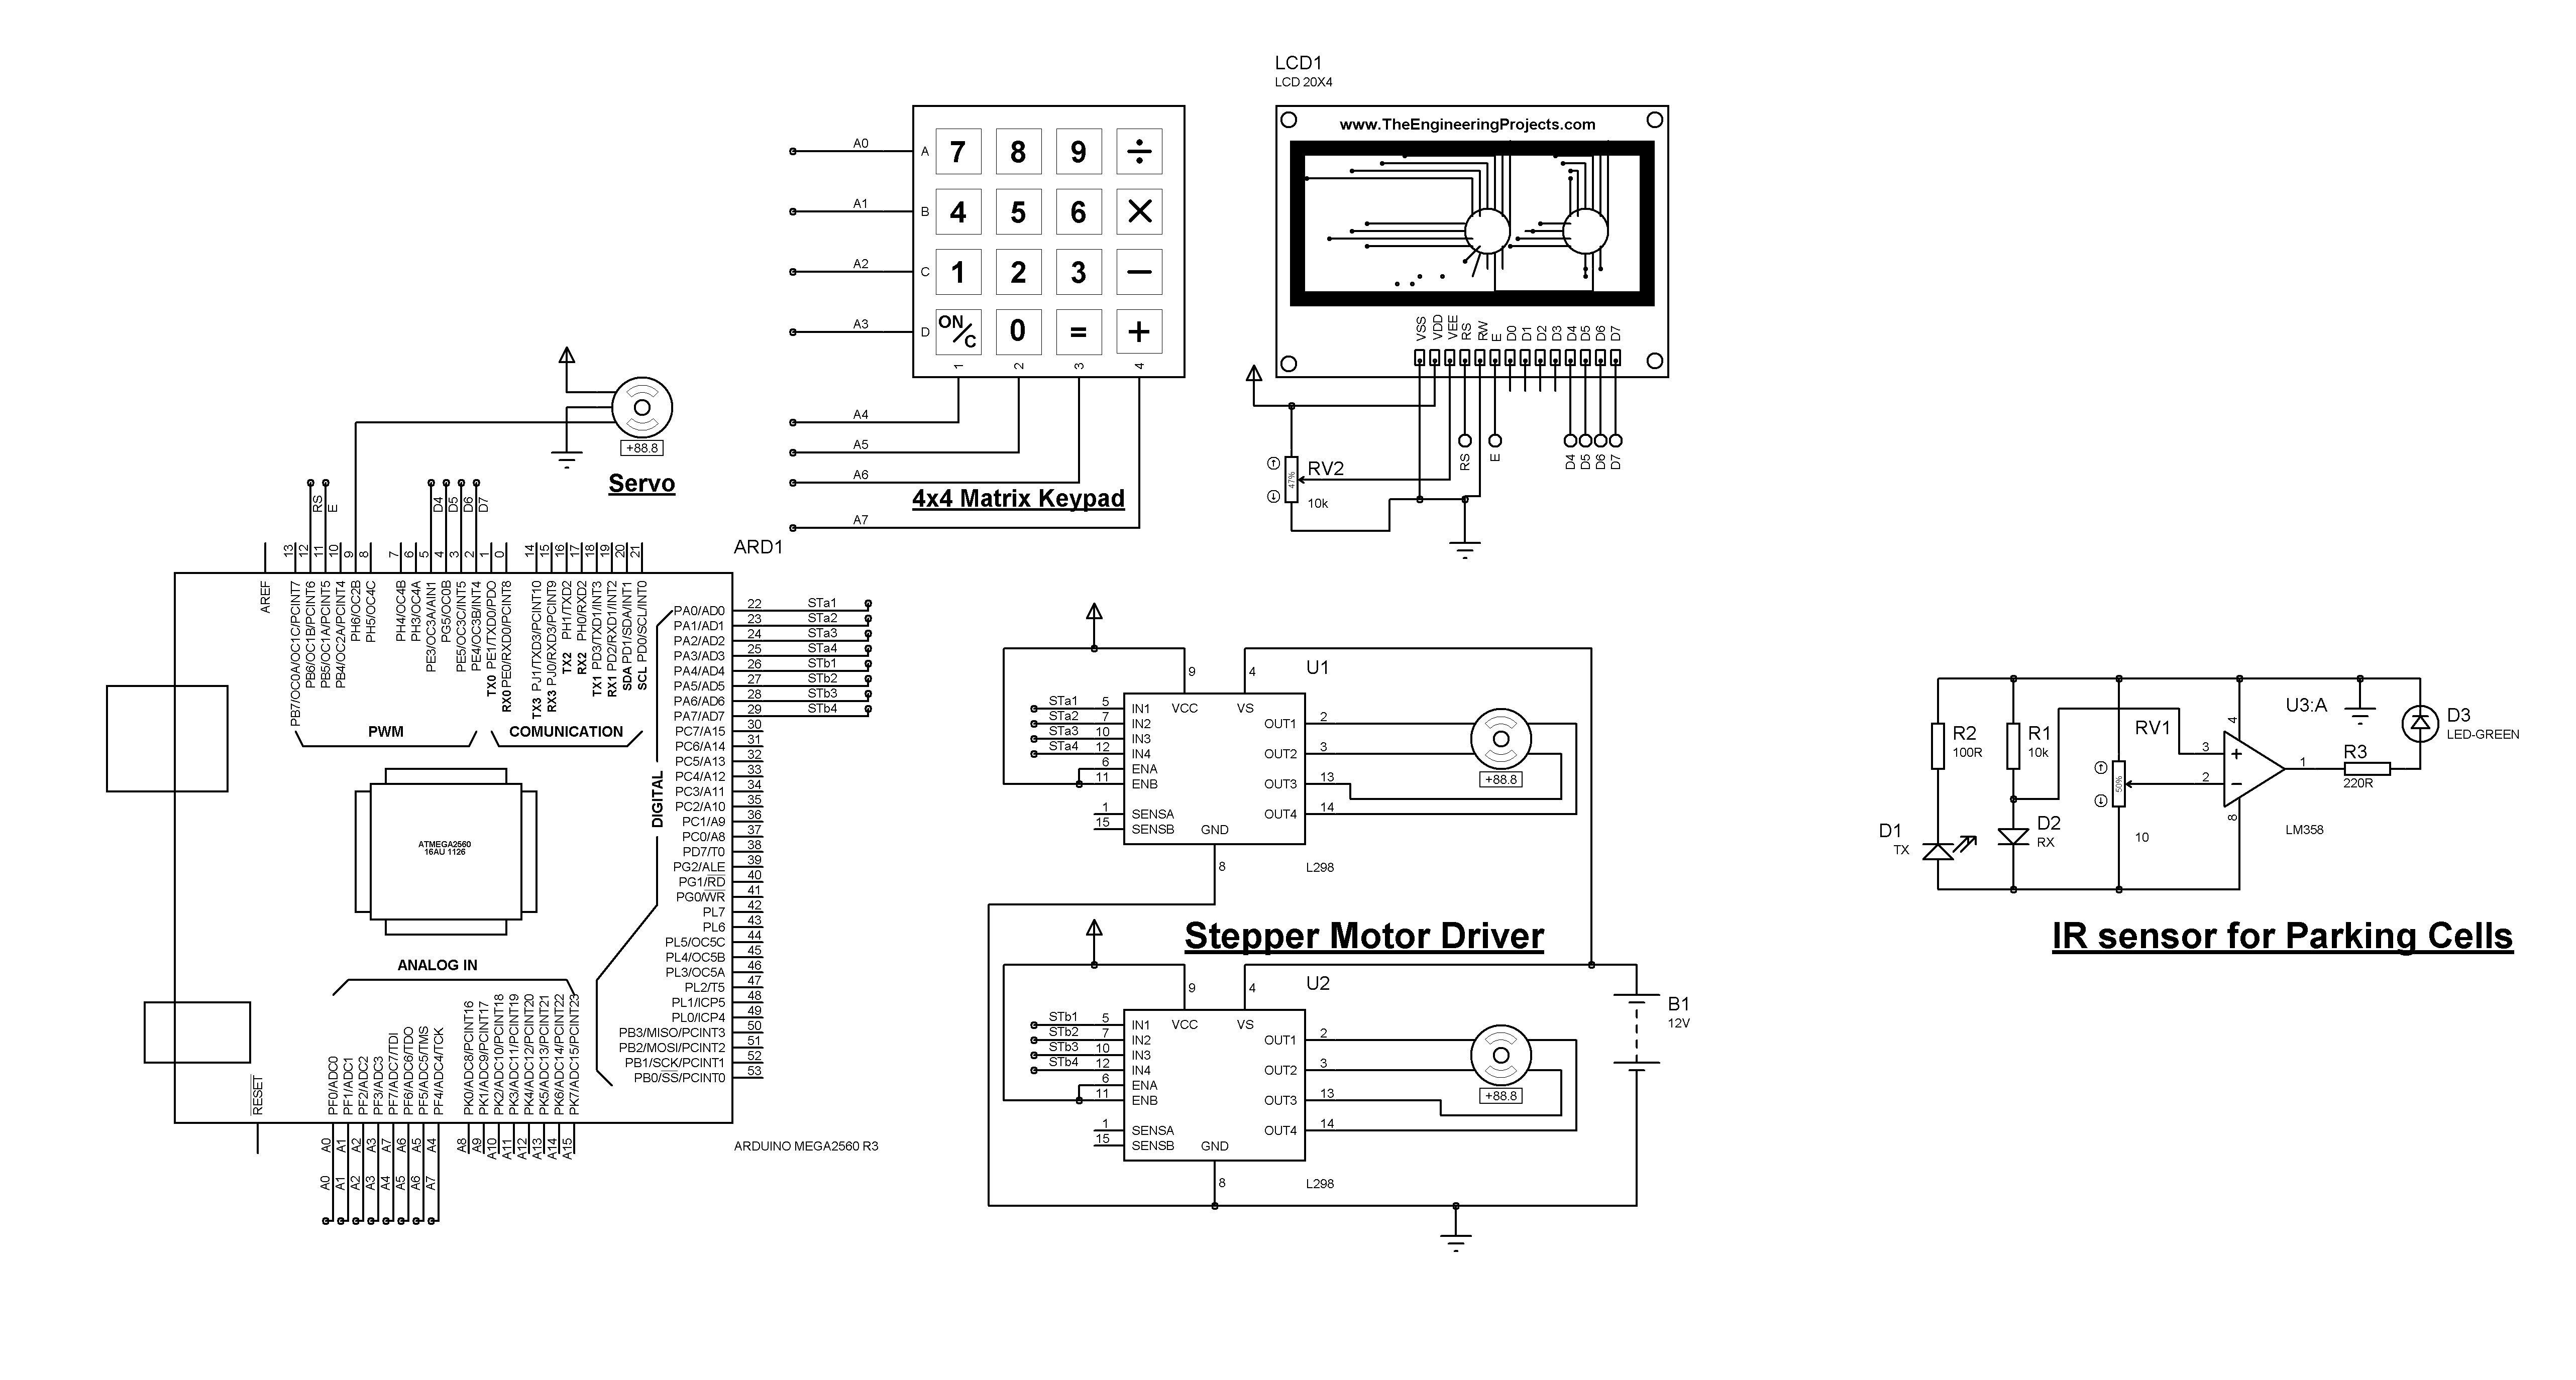 LCD1
LCD 20X4
www.TheEngineeringProjects.com
VSS
VDD
VEE
RS
RW
E
D0
D1
D2
D3
D4
D5
D6
D7
RS
E
D4
D5
D6
D7
RV2
47%
10k
A0
A1
A2
A3
A
B
C
D
7 8 9 ÷
4 5 6 ×
1 2 3 −
ON/C 0 = +
1 2 3 4
A4
A5
A6
A7
4x4 Matrix Keypad
+88.8
Servo
RS
E
D4
D5
D6
D7
ARD1
13
12
11
10
9
8
7
6
5
4
3
2
1
0
14
15
16
17
18
19
20
21
AREF
PB7/OC0A/OC1C/PCINT7
PB6/OC1B/PCINT6
PB5/OC1A/PCINT5
PB4/OC2A/PCINT4
PH6/OC2B
PH5/OC4C
PH4/OC4B
PH3/OC4A
PE3/OC3A/AIN1
PG5/OC0B
PE5/OC3C/INT5
PE4/OC3B/INT4
TX0 PE1/TXD0/PDO
RX0 PE0/RXD0/PCINT8
TX3 PJ1/TXD3/PCINT10
RX3 PJ0/RXD3/PCINT9
TX2 PH1/TXD2
RX2 PH0/RXD2
TX1 PD3/TXD1/INT3
RX1 PD2/RXD1/INT2
SDA PD1/SDA/INT1
SCL PD0/SCL/INT0
PWM
COMUNICATION
DIGITAL
ATMEGA2560
16AU 1126
ANALOG IN
PA0/AD0 22 STa1
PA1/AD1 23 STa2
PA2/AD2 24 STa3
PA3/AD3 25 STa4
PA4/AD4 26 STb1
PA5/AD5 27 STb2
PA6/AD6 28 STb3
PA7/AD7 29 STb4
PC7/A15 30
PC6/A14 31
PC5/A13 32
PC4/A12 33
PC3/A11 34
PC2/A10 35
PC1/A9 36
PC0/A8 37
PD7/T0 38
PG2/ALE 39
PG1/RD 40
PG0/WR 41
PL7 42
PL6 43
PL5/OC5C 44
PL4/OC5B 45
PL3/OC5A 46
PL2/T5 47
PL1/ICP5 48
PL0/ICP4 49
PB3/MISO/PCINT3 50
PB2/MOSI/PCINT2 51
PB1/SCK/PCINT1 52
PB0/SS/PCINT0 53
RESET
PF0/ADC0
PF1/ADC1
PF2/ADC2
PF3/ADC3
PF7/ADC7/TDI
PF6/ADC6/TDO
PF5/ADC5/TMS
PF4/ADC4/TCK
PK0/ADC8/PCINT16
PK1/ADC9/PCINT17
PK2/ADC10/PCINT18
PK3/ADC11/PCINT19
PK4/ADC12/PCINT20
PK5/ADC13/PCINT21
PK6/ADC14/PCINT22
PK7/ADC15/PCINT23
A0
A1
A2
A3
A7
A6
A5
A4
A8
A9
A10
A11
A12
A13
A14
A15
A0
A1
A2
A3
A4
A5
A6
A7
ARDUINO MEGA2560 R3
U1
9 4
VCC VS
STa1 5 IN1
STa2 7 IN2
STa3 10 IN3
STa4 12 IN4
6 ENA
11 ENB
1 SENSA
15 SENSB
GND
8
OUT1 2
OUT2 3
OUT3 13
OUT4 14
+88.8
L298
Stepper Motor Driver
U2
9 4
VCC VS
STb1 5 IN1
STb2 7 IN2
STb3 10 IN3
STb4 12 IN4
6 ENA
11 ENB
1 SENSA
15 SENSB
GND
8
OUT1 2
OUT2 3
OUT3 13
OUT4 14
+88.8
L298
B1
12V
R2
100R
R1
10k
RV1
50%
10
D1
TX
D2
RX
U3:A
3
2
4
8
1
+
−
LM358
R3
220R
D3
LED-GREEN
IR sensor for Parking Cells